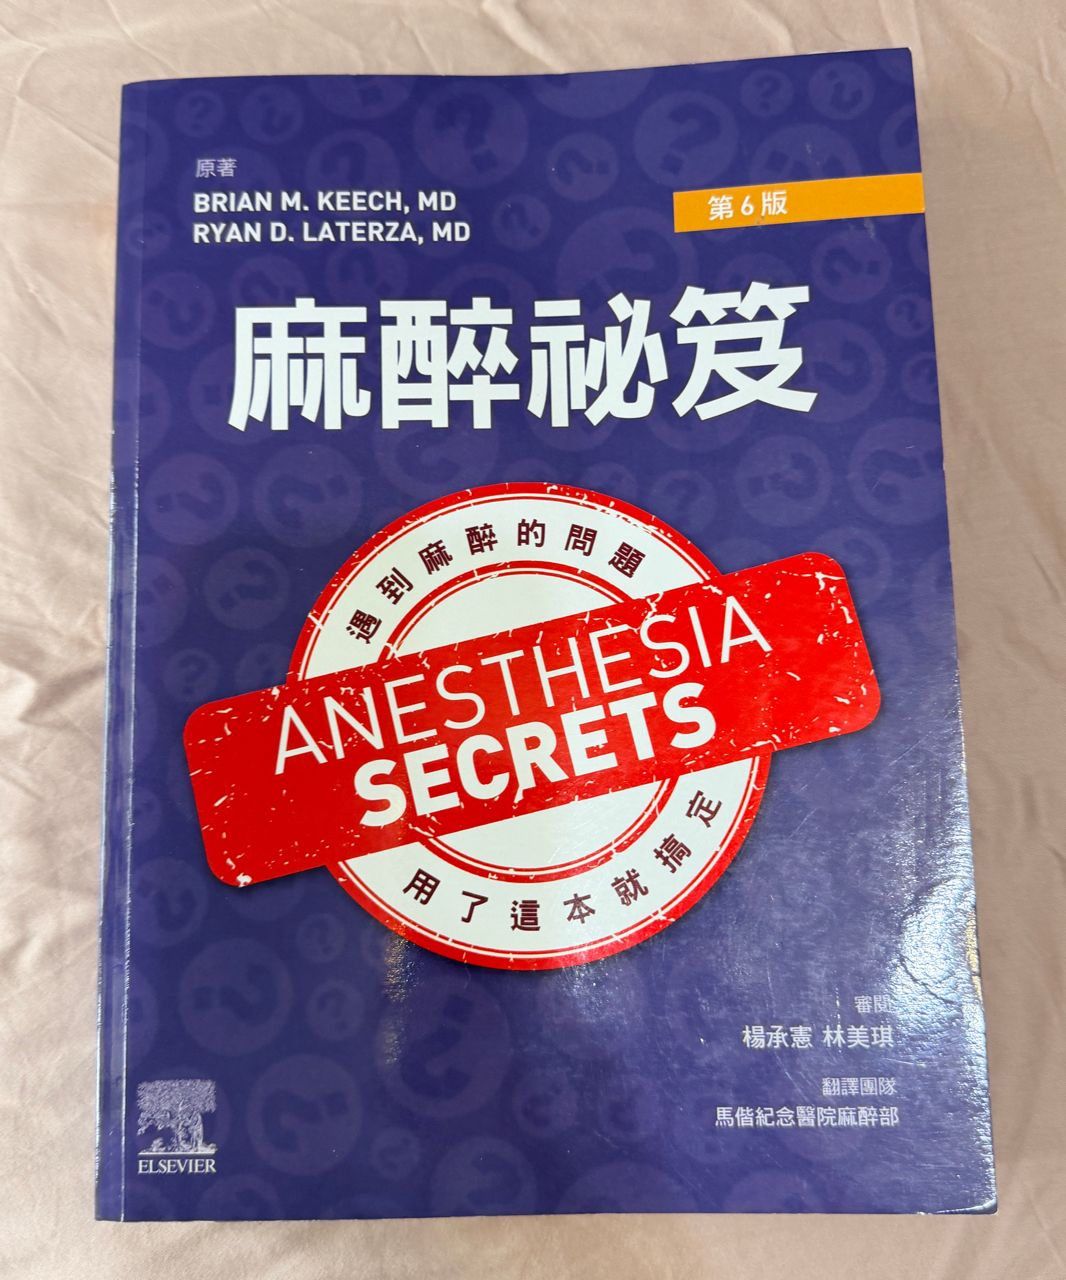 原著
BRIAN M. KEECH, MD
RYAN D. LATERZA, MD
第6版
麻醉祕笈
遇到麻醉的問題
ANESTHESIA
SECRETS
用了這本就搞定
審閱
楊承憲 林美琪
翻譯團隊
馬偕紀念醫院麻醉部
ELSEVIER